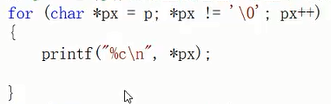 for (char *px = p; *px != '\0'; px++)
{
    printf("%c\n", *px);
}